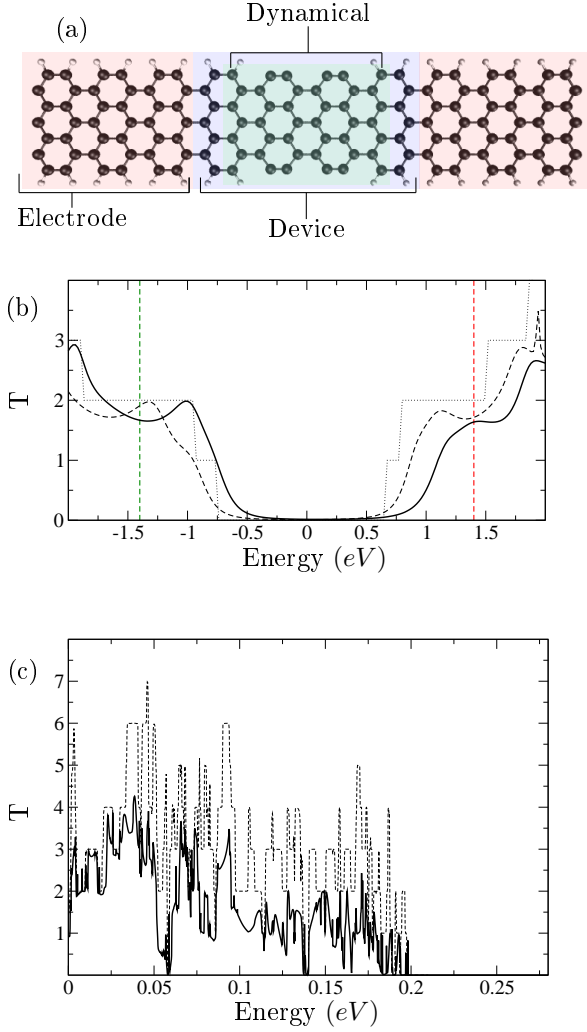 (a)
Dynamical
Electrode
Device
(b)
T
3
2
1
0
-1.5 -1 -0.5 0 0.5 1 1.5
Energy (eV)
(c)
T
7
6
5
4
3
2
1
0 0.05 0.1 0.15 0.2 0.25
Energy (eV)